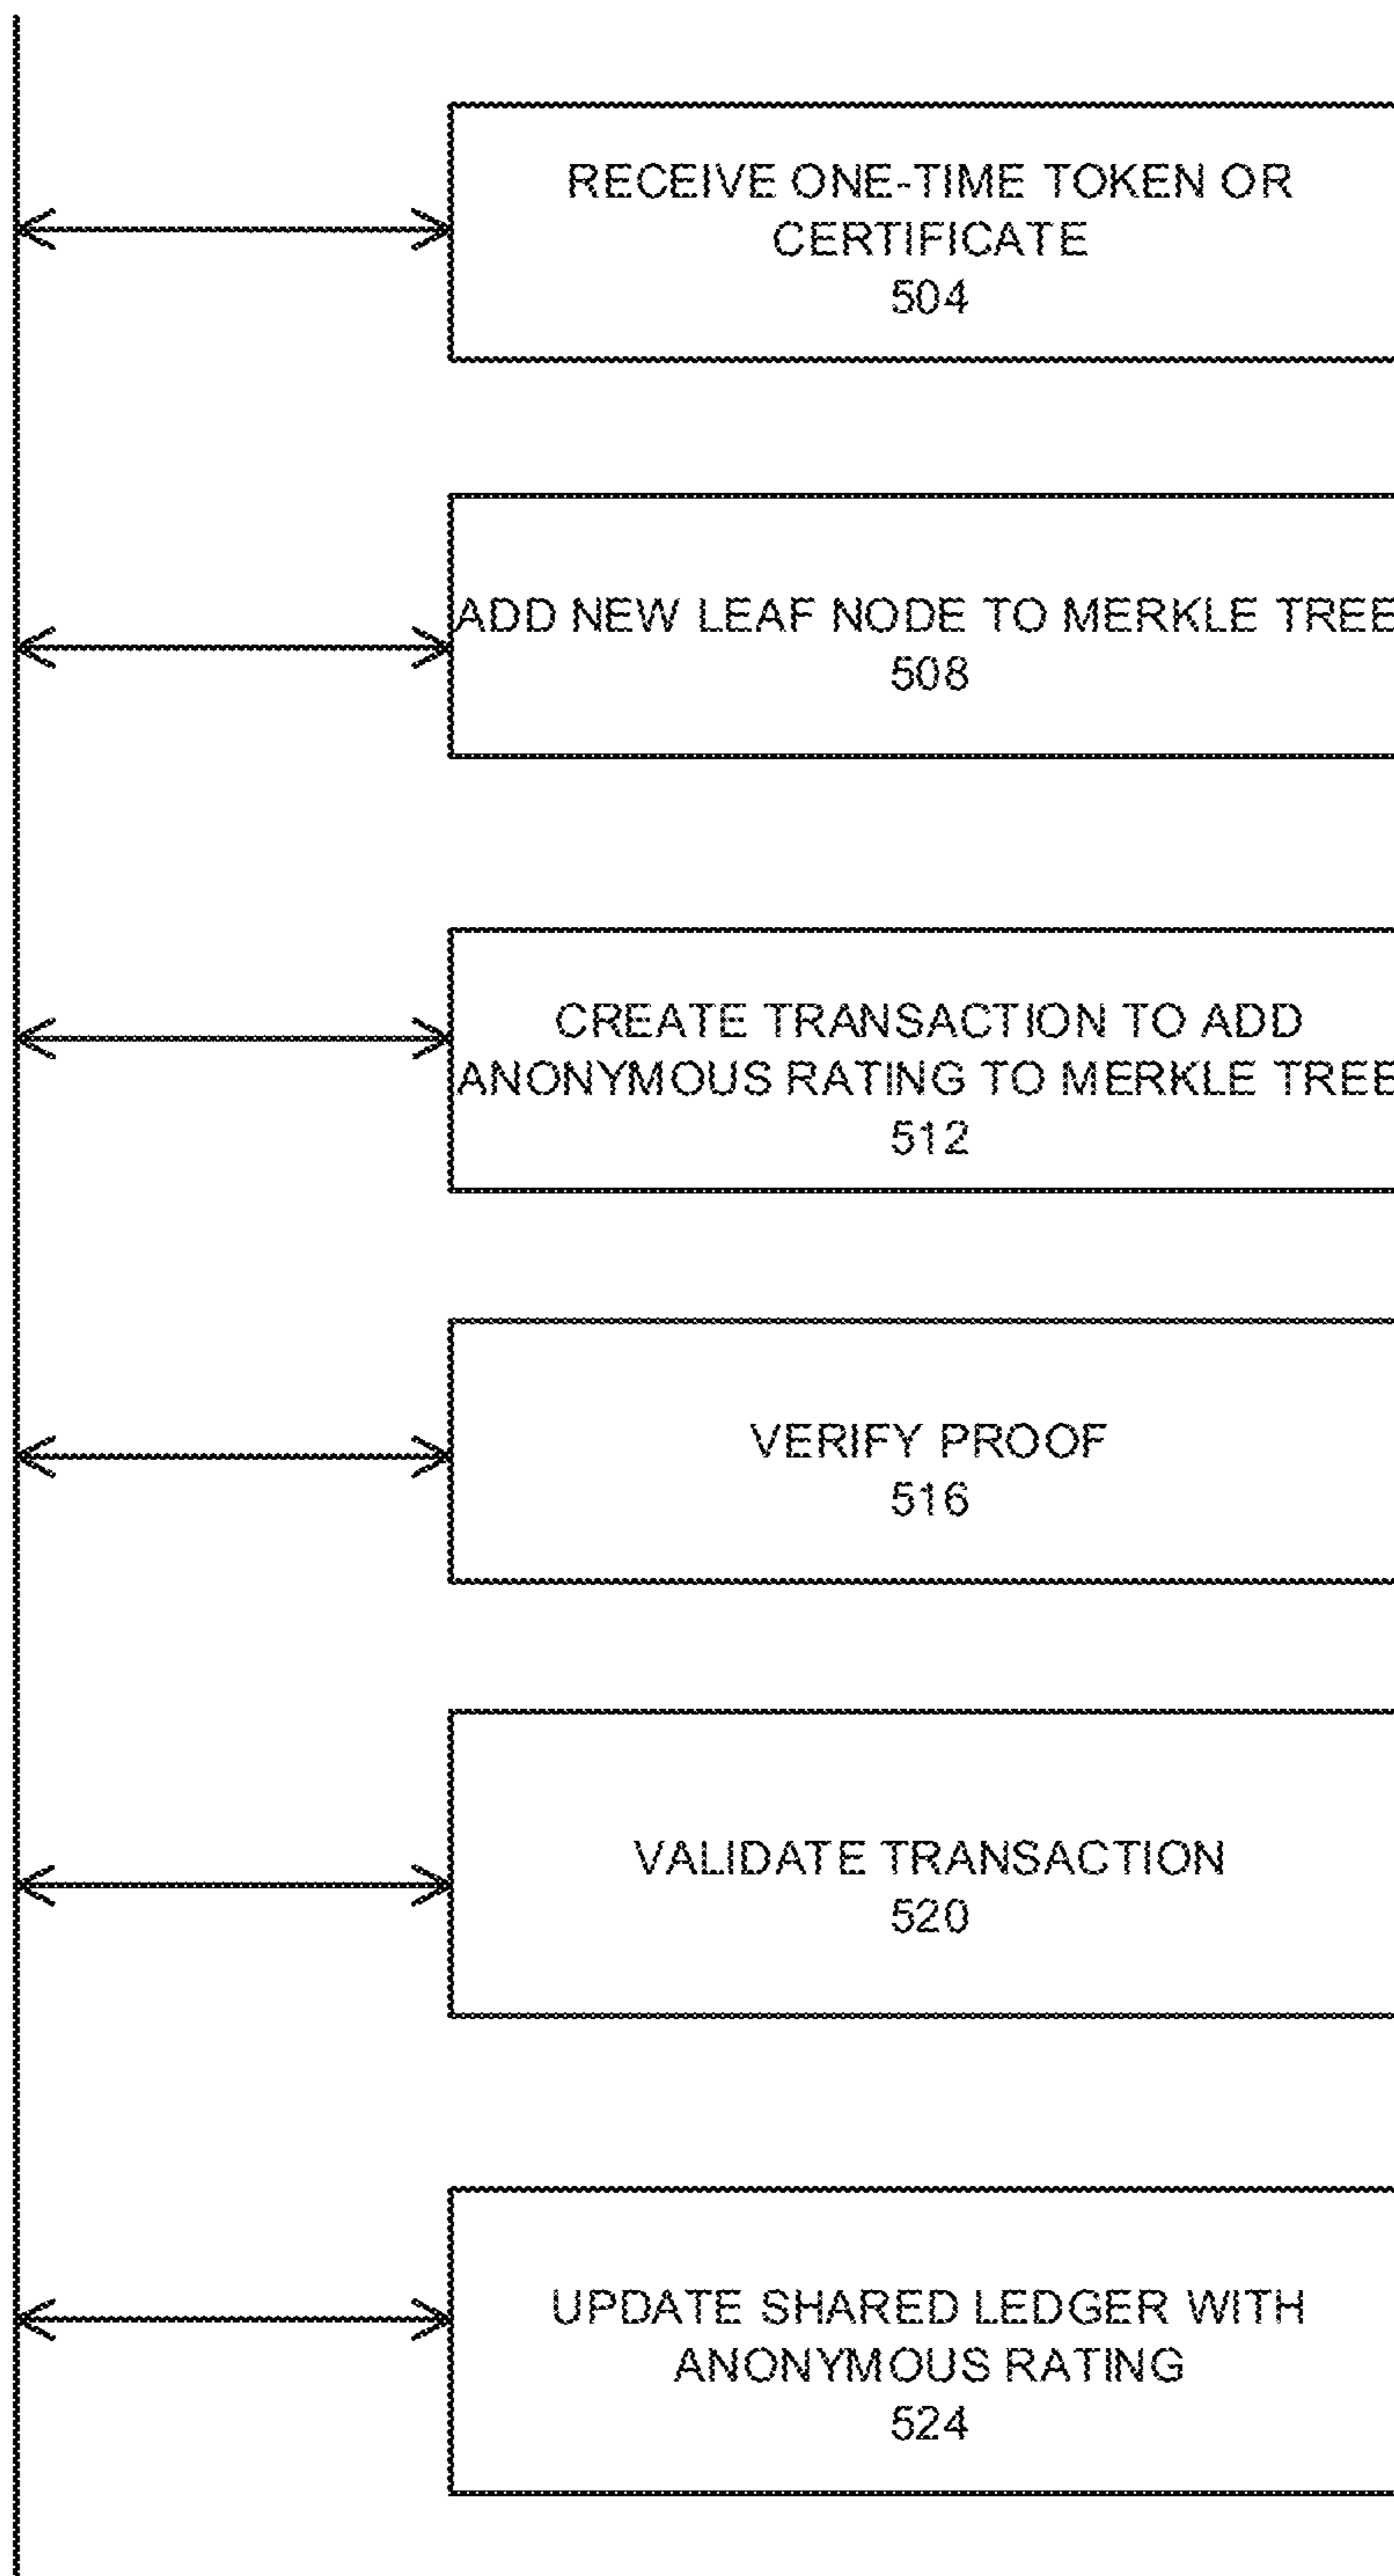 RECEIVE ONE-TIME TOKEN OR
CERTIFICATE
504
ADD NEW LEAF NODE TO MERKLE TREE
508
CREATE TRANSACTION TO ADD
ANONYMOUS RATING TO MERKLE TREE
512
VERIFY PROOF
516
VALIDATE TRANSACTION
520
UPDATE SHARED LEDGER WITH
ANONYMOUS RATING
524